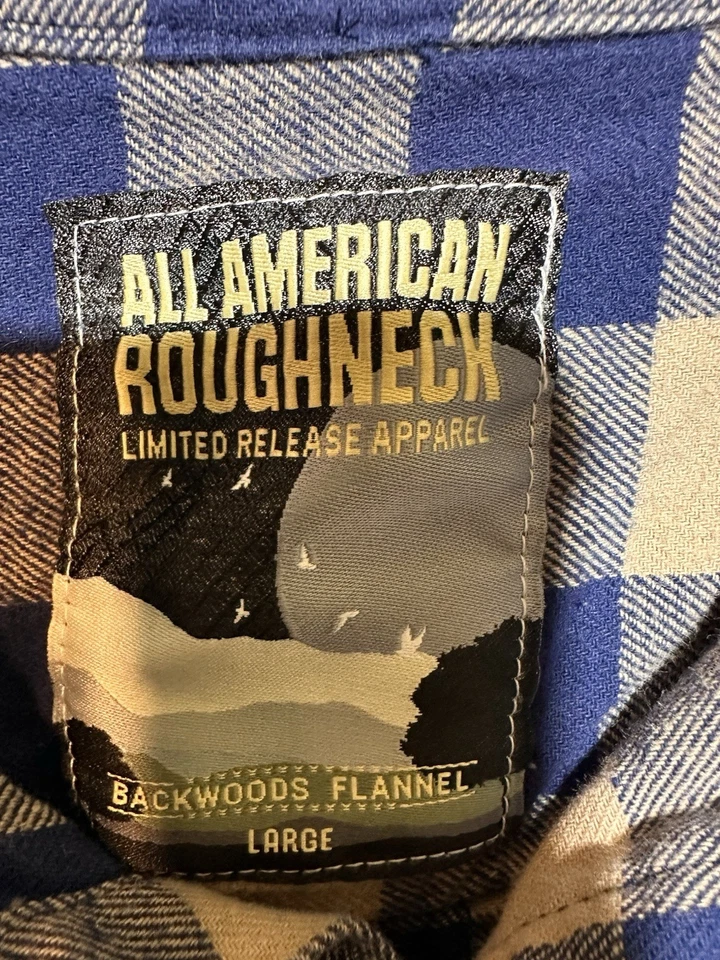 ALL AMERICAN
ROUGHNECK
LIMITED RELEASE APPAREL
BACKWOODS FLANNEL
LARGE